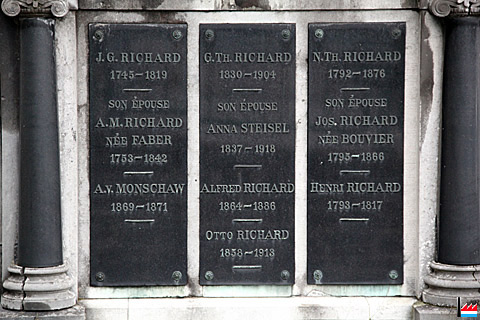 J. G. RICHARD
1745-1819
SON ÉPOUSE
A. M. RICHARD
NÉE FABER
1753-1842
A.V. MONSCHAW
1869-1871
G. TH. RICHARD
1830-1904
SON ÉPOUSE
ANNA STEISEL
1837-1918
ALFRED RICHARD
1864-1886
OTTO RICHARD
1858-1913
N. TH. RICHARD
1792-1876
SON ÉPOUSE
JOS. RICHARD
NÉE BOUVIER
1795-1866
HENRI RICHARD
1793-1817